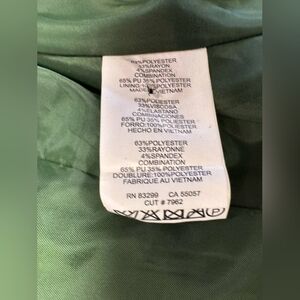 63%POLYESTER
33%RAYON
4%SPANDEX
COMBINATION
65% PU 35% POLYESTER
LINING:100%POLYESTER
MADE VIETNAM
63%POLIESTER
33%VISCOSA
4%ELASTANO
COMBINACION:
65% PU 35% POLIESTER
FORRO:100%POLIESTER
HECHO EN VIETNAM
63%POLYESTER
33%RAYONNE
4%SPANDEX
COMBINATION
65% PU 35% POLYESTER
DOUBLURE:100%POLYESTER
FABRIQUE AU VIETNAM
RN 83299 CA 55057
CUT # 7962